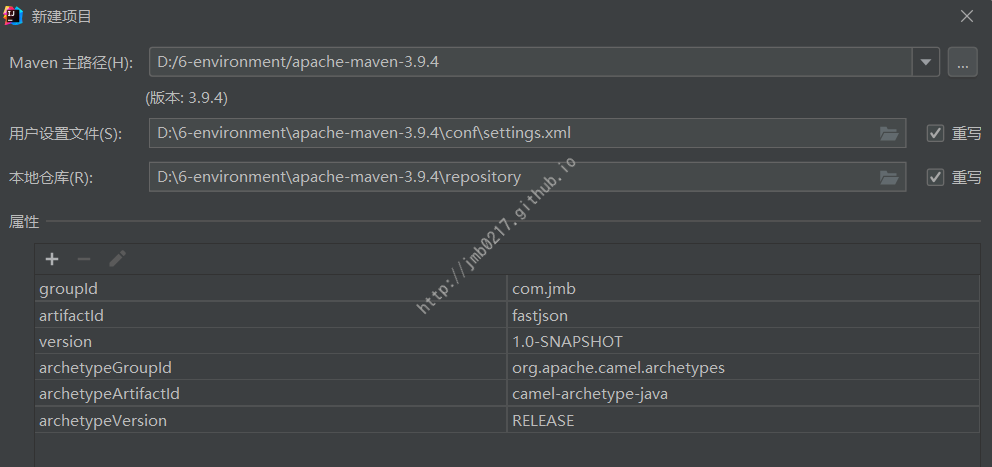 新建项目
Maven 主路径(H): D:/6-environment/apache-maven-3.9.4 ...
(版本: 3.9.4)
用户设置文件(S): D:\6-environment\apache-maven-3.9.4\conf\settings.xml 重写
本地仓库(R): D:\6-environment\apache-maven-3.9.4\repository 重写
http://jmb0217.github.io
属性
groupId com.jmb
artifactId fastjson
version 1.0-SNAPSHOT
archetypeGroupId org.apache.camel.archetypes
archetypeArtifactId camel-archetype-java
archetypeVersion RELEASE